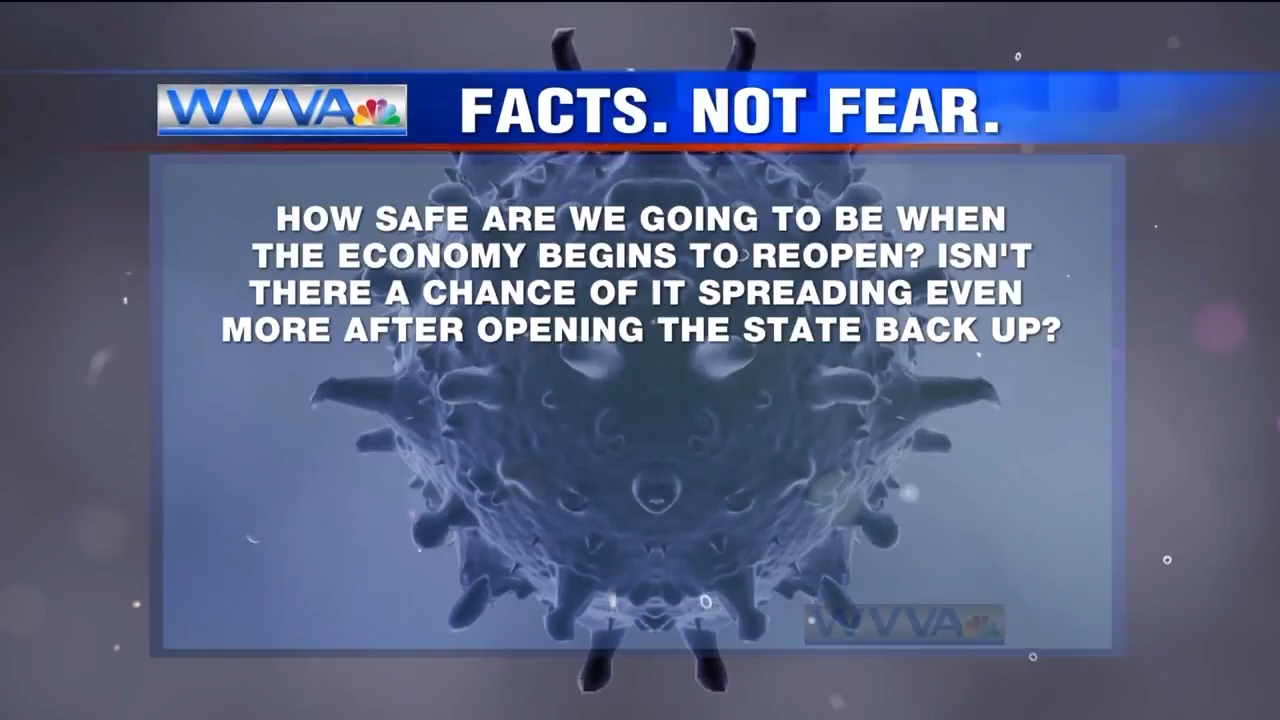 WVVA FACTS. NOT FEAR.
HOW SAFE ARE WE GOING TO BE WHEN
THE ECONOMY BEGINS TO REOPEN? ISN'T
THERE A CHANCE OF IT SPREADING EVEN
MORE AFTER OPENING THE STATE BACK UP?
WVVA